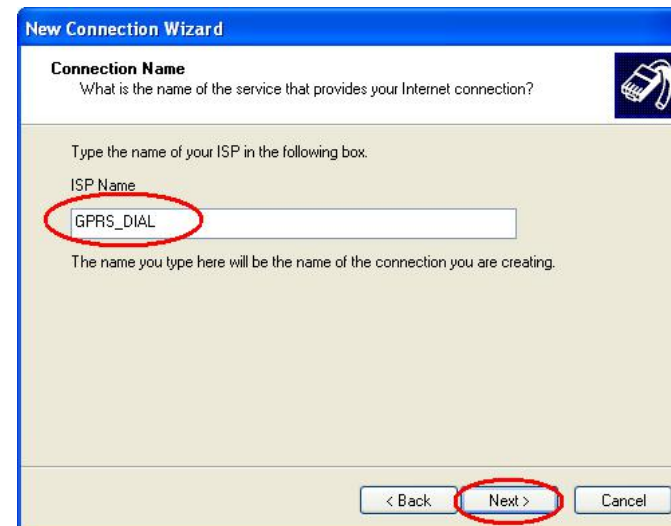 New Connection Wizard
Connection Name
What is the name of the service that provides your Internet connection?
Type the name of your ISP in the following box.
ISP Name
GPRS_DIAL
The name you type here will be the name of the connection you are creating.
< Back
Next >
Cancel